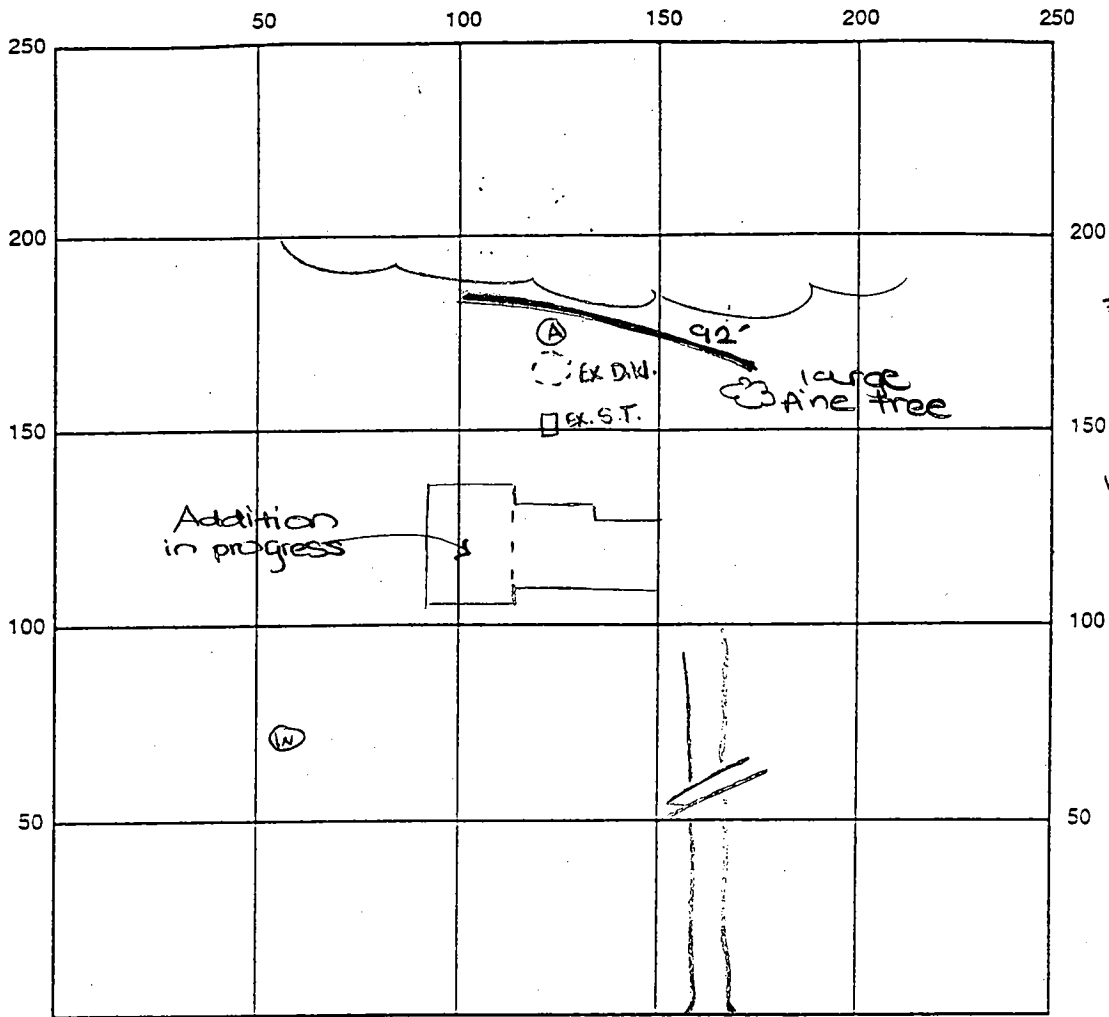 50 100 150 200 250
250
200 200
92'
A
Ex D.W.
large
Pine tree
Ex. S.T.
150 150
Addition
in progress
100 100
W
50 50